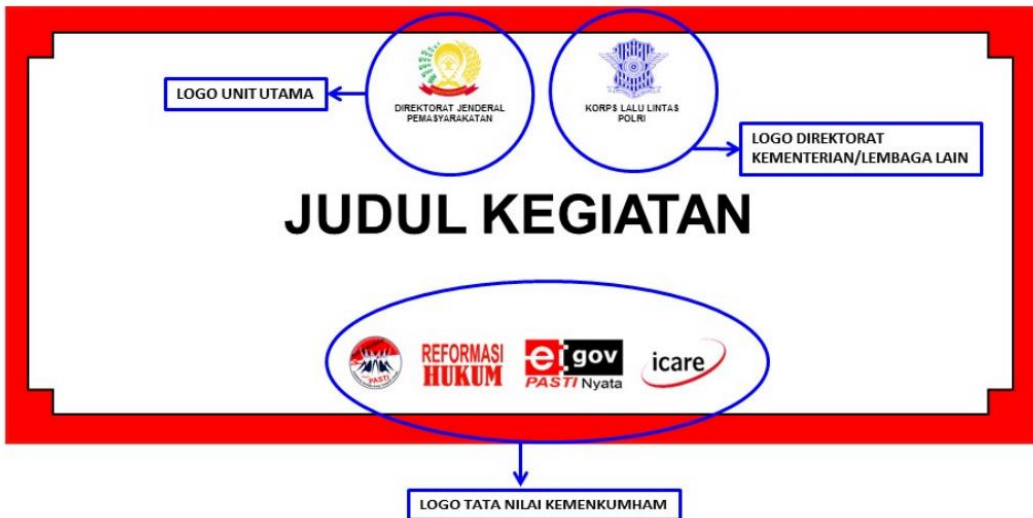 LOGO UNIT UTAMA
DIREKTORAT JENDERAL
PEMASYARAKATAN
KORPS LALU LINTAS
POLRI
LOGO DIREKTORAT
KEMENTERIAN/LEMBAGA LAIN
JUDUL KEGIATAN
PASTI
REFORMASI
HUKUM
e gov
PASTI Nyata
icare
LOGO TATA NILAI KEMENKUMHAM